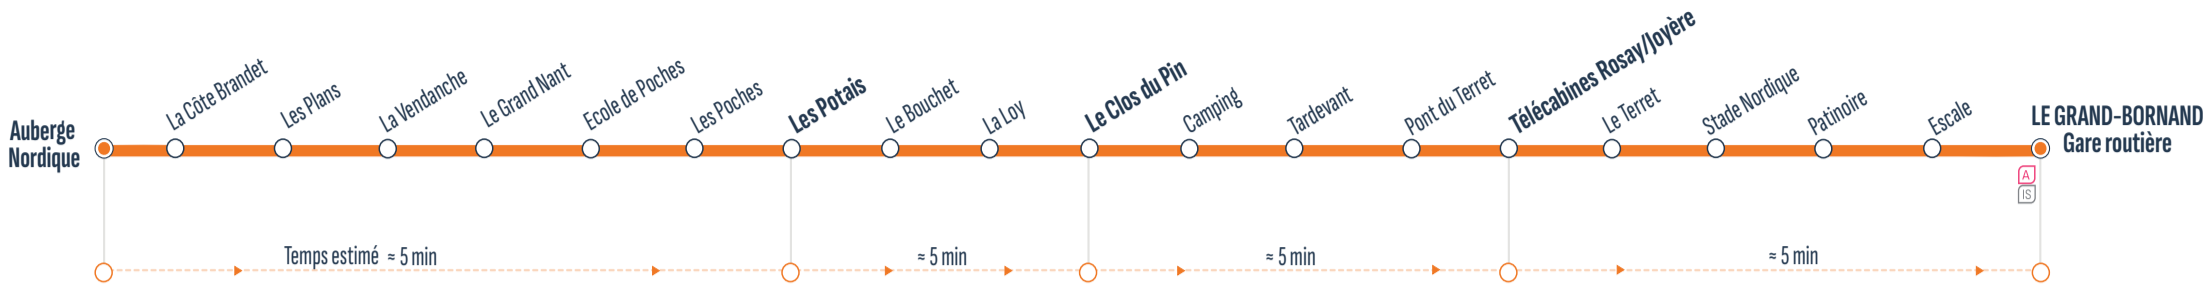 Auberge
Nordique
La Côte Brandet
Les Plans
La Vendanche
Le Grand Nant
Ecole de Poches
Les Poches
Les Potais
Le Bouchet
La Loy
Le Clos du Pin
Camping
Tardevant
Pont du Terret
Télécabines Rosay/Joyère
Le Terret
Stade Nordique
Patinoire
Escale
LE GRAND-BORNAND
Gare routière
A
IS
Temps estimé ≈ 5 min
≈ 5 min
≈ 5 min
≈ 5 min